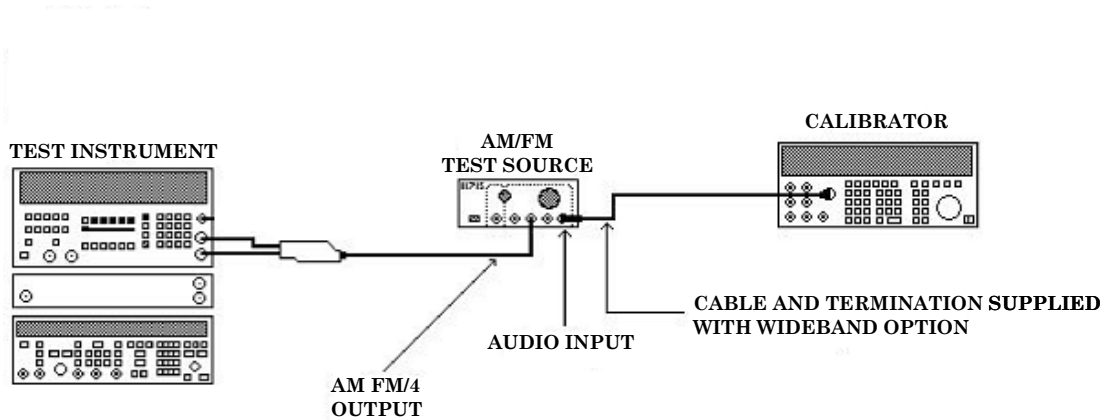 CALIBRATOR
AM/FM
TEST SOURCE
TEST INSTRUMENT
11715
CABLE AND TERMINATION SUPPLIED
WITH WIDEBAND OPTION
AUDIO INPUT
AM FM/4
OUTPUT